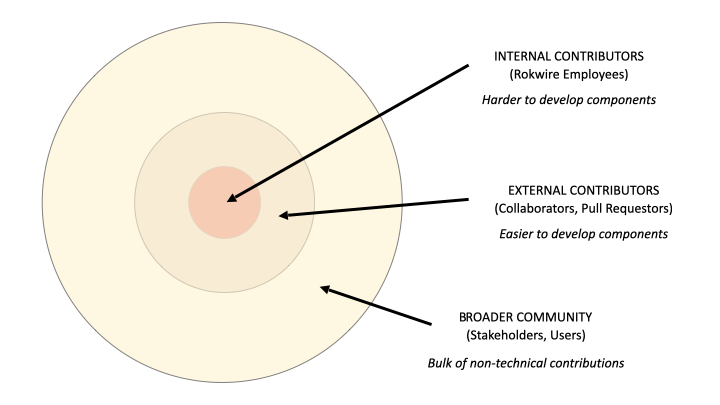 INTERNAL CONTRIBUTORS
(Rokwire Employees)
Harder to develop components
EXTERNAL CONTRIBUTORS
(Collaborators, Pull Requestors)
Easier to develop components
BROADER COMMUNITY
(Stakeholders, Users)
Bulk of non-technical contributions